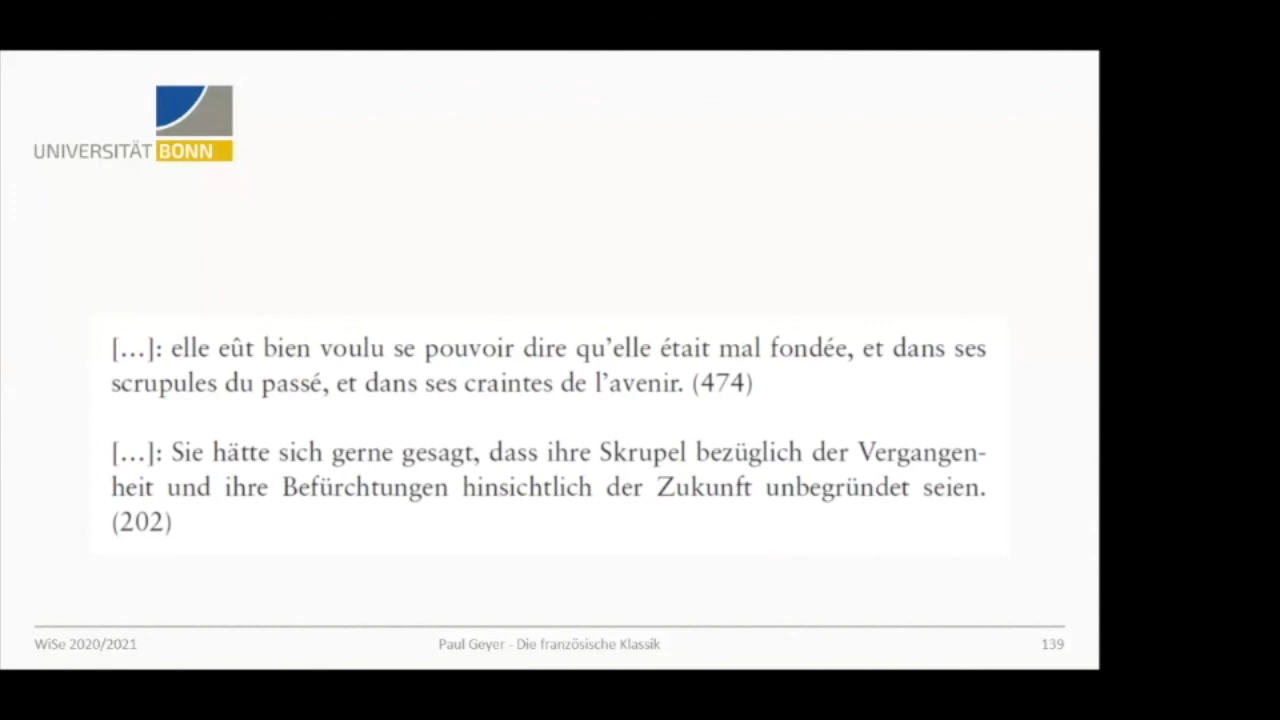 UNIVERSITÄT BONN
[…]: elle eût bien voulu se pouvoir dire qu’elle était mal fondée, et dans ses
scrupules du passé, et dans ses craintes de l’avenir. (474)
[…]: Sie hätte sich gerne gesagt, dass ihre Skrupel bezüglich der Vergangen-
heit und ihre Befürchtungen hinsichtlich der Zukunft unbegründet seien.
(202)
WiSe 2020/2021
Paul Geyer - Die französische Klassik
139